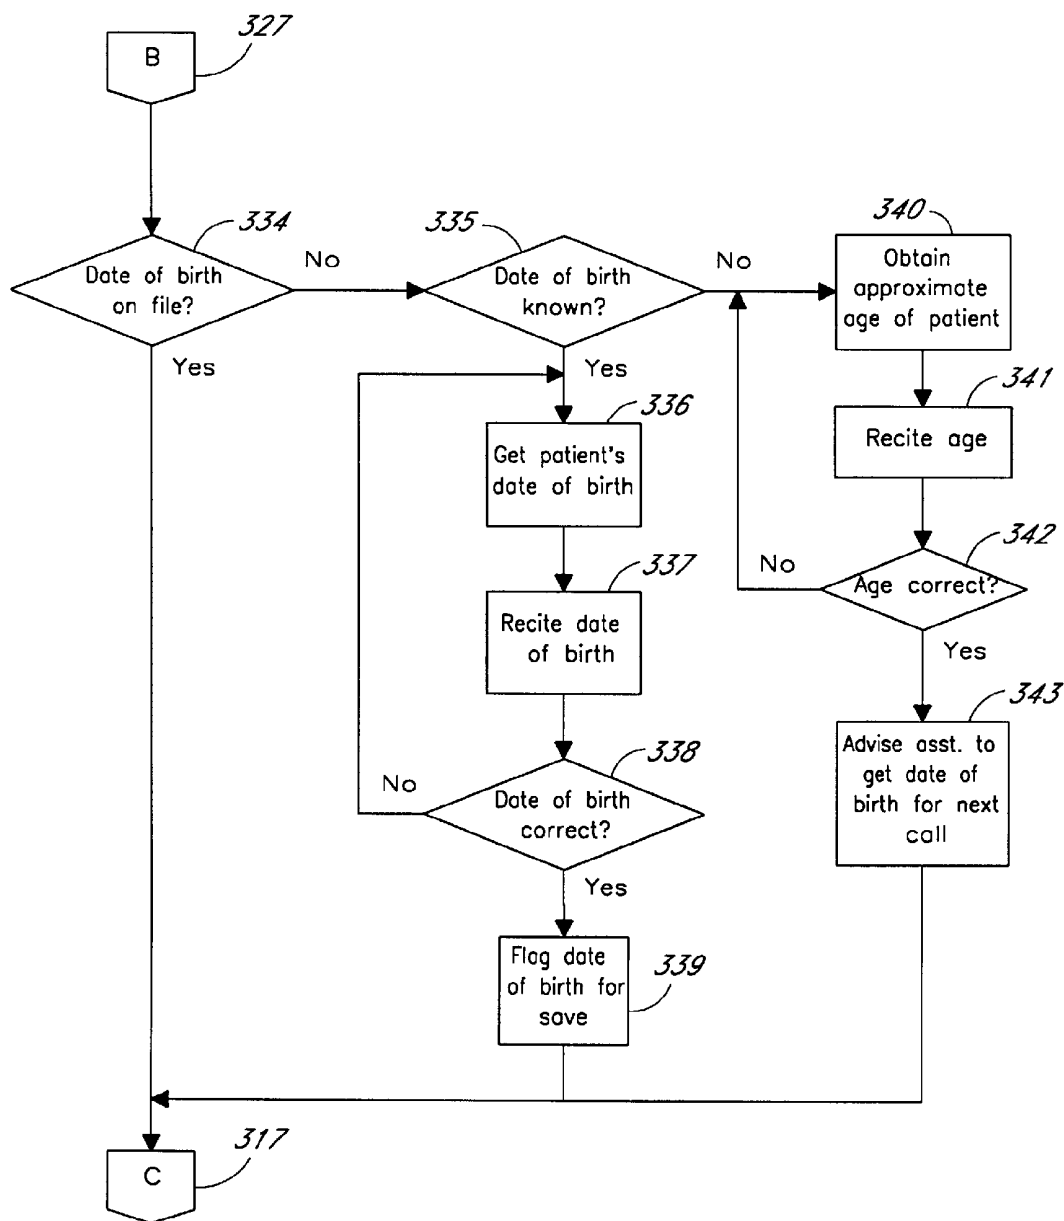 B
327
334
Date of birth
on file?
No
Yes
335
Date of birth
known?
No
Yes
340
Obtain
approximate
age of patient
341
Recite age
342
Age correct?
No
Yes
343
Advise asst. to
get date of
birth for next
call
336
Get patient's
date of birth
337
Recite date
of birth
338
Date of birth
correct?
No
Yes
339
Flag date
of birth for
save
C
317